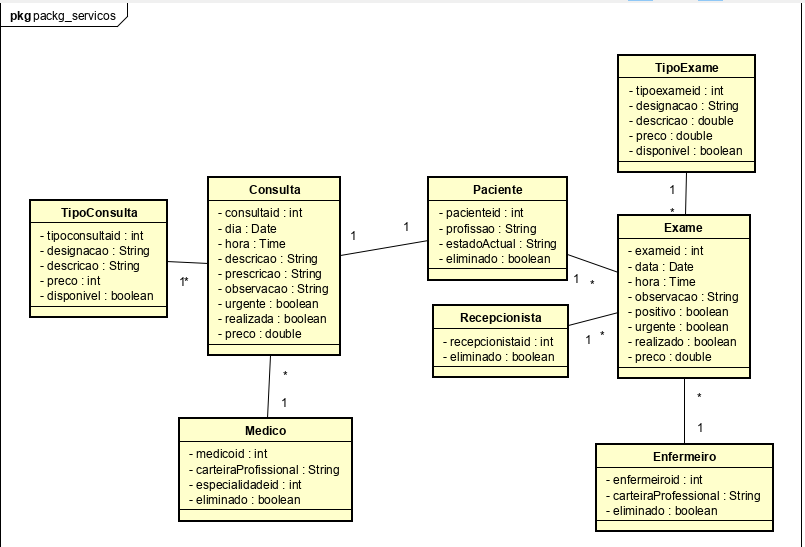 pkg packg_servicos
TipoExame
- tipoexameid : int
- designacao : String
- descricao : double
- preco : double
- disponivel : boolean
1
*
TipoConsulta
- tipoconsultaid : int
- designacao : String
- descricao : String
- preco : int
- disponivel : boolean
1*
Consulta
- consultaid : int
- dia : Date
- hora : Time
- descricao : String
- prescricao : String
- observacao : String
- urgente : boolean
- realizada : boolean
- preco : double
1
1
Paciente
- pacienteid : int
- profissao : String
- estadoActual : String
- eliminado : boolean
1
*
Exame
- exameid : int
- data : Date
- hora : Time
- observacao : String
- positivo : boolean
- urgente : boolean
- realizado : boolean
- preco : double
Recepcionista
- recepcionistaid : int
- eliminado : boolean
1
*
*
1
Medico
- medicoid : int
- carteiraProfissional : String
- especialidadeid : int
- eliminado : boolean
*
1
Enfermeiro
- enfermeiroid : int
- carteiraProfessional : String
- eliminado : boolean